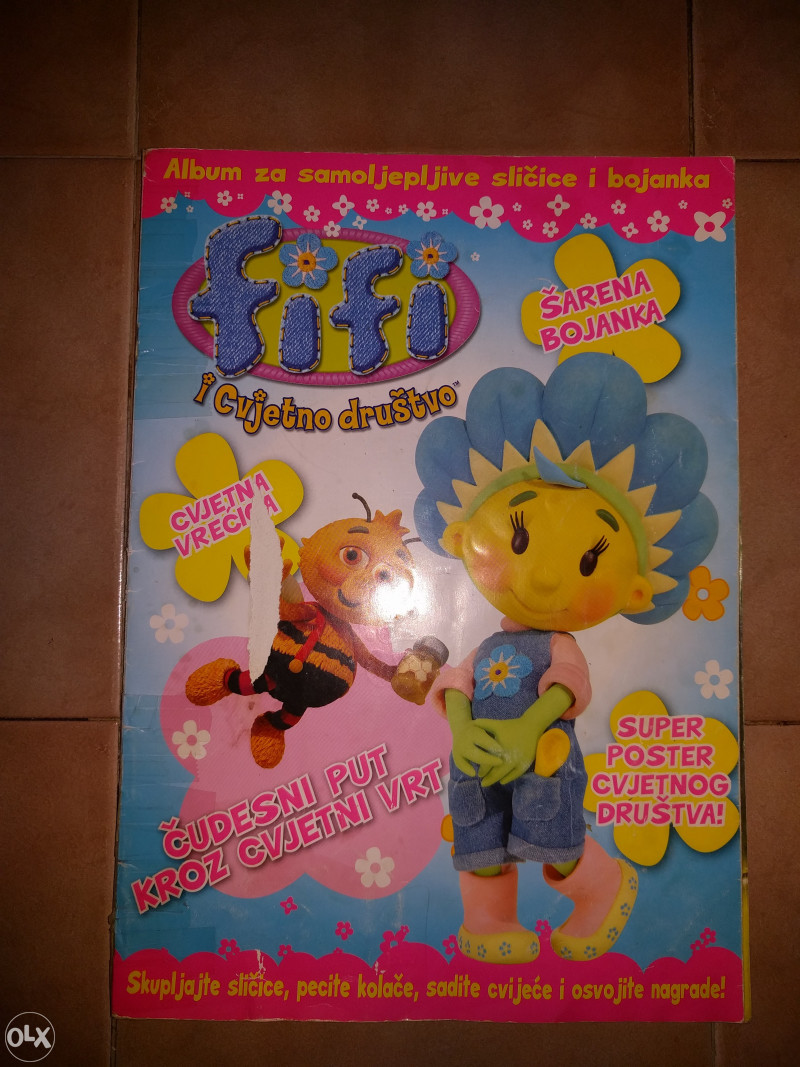 Album za samoljepljive sličice i bojanka
fifi
i Cvjetno društvo™
ŠARENA
BOJANKA
CVJETNA
VREĆICA
ČUDESNI PUT
KROZ CVJETNI VRT
SUPER
POSTER
CVJETNOG
DRUŠTVA!
Skupljajte sličice, pecite kolače, sadite cvijeće i osvojite nagrade!
OLX